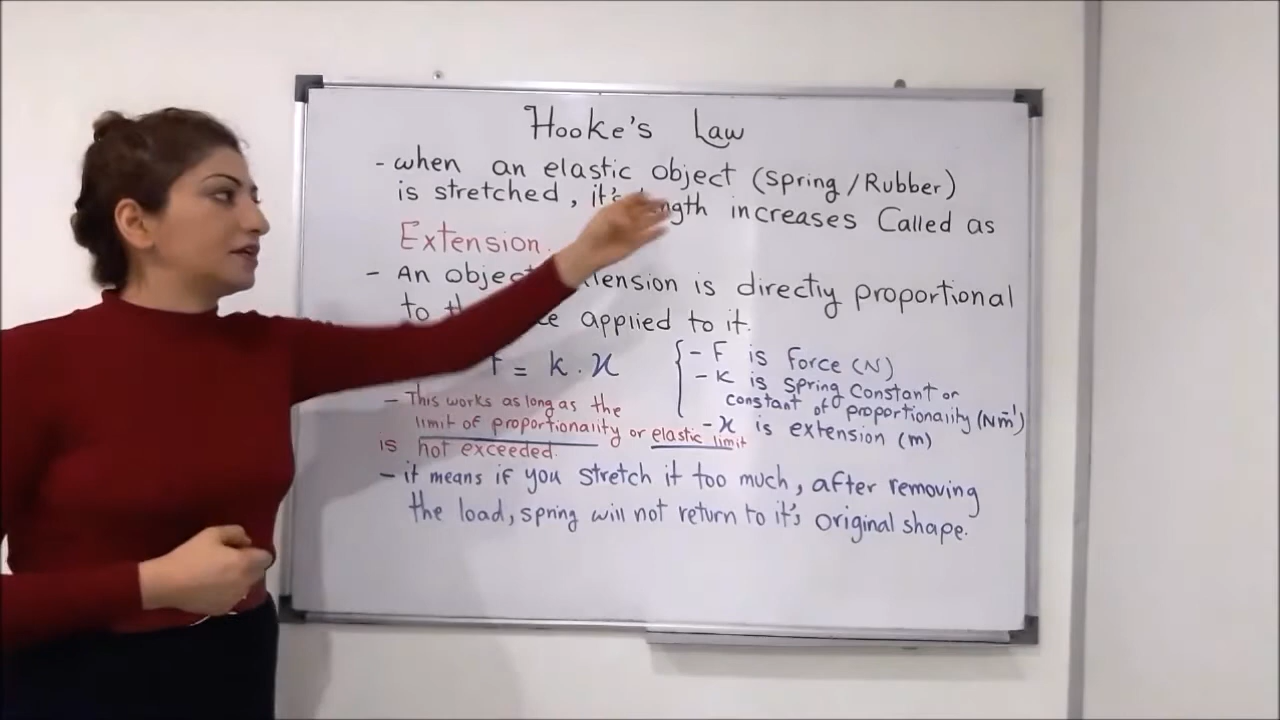 Hooke's Law
- when an elastic object (spring/Rubber)
is stretched, it's length increases Called as
Extension.
- An object extension is directly proportional
to the applied to it.
F = k . x
- F is Force (N)
- K is spring constant or
constant of proportionality (Nm⁻¹)
- x is extension (m)
- This works as long as the
limit of proportionality or elastic limit
is not exceeded.
- it means if you stretch it too much, after removing
the load, spring will not return to it's original shape.